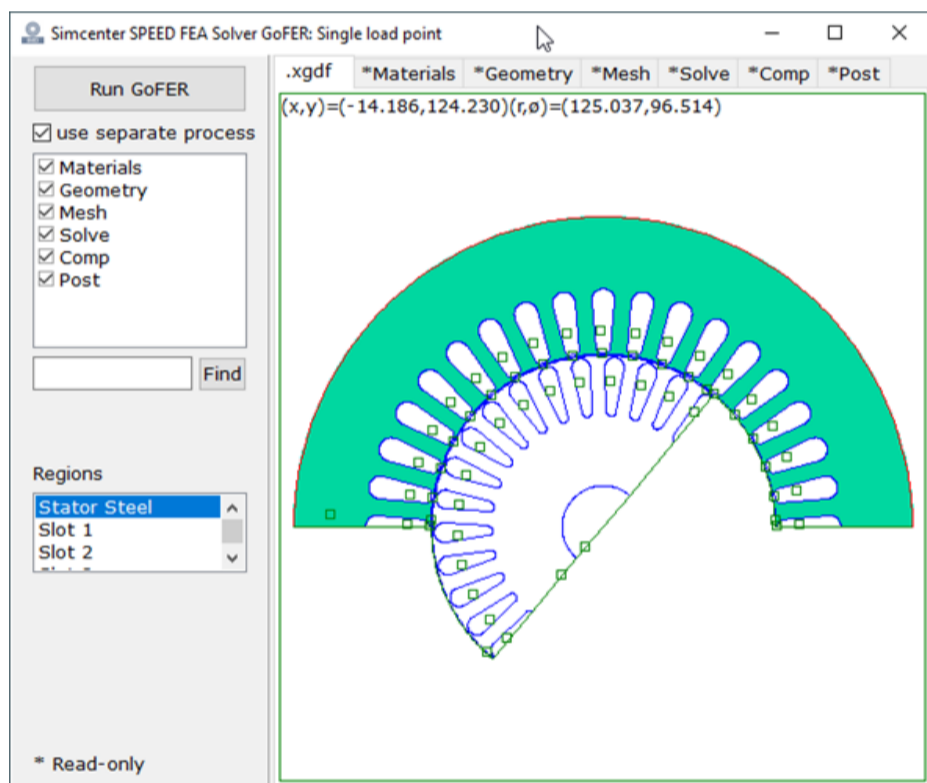 Simcenter SPEED FEA Solver GoFER: Single load point
Run GoFER
use separate process
Materials
Geometry
Mesh
Solve
Comp
Post
Find
Regions
Stator Steel
Slot 1
Slot 2
* Read-only
.xgdf
*Materials
*Geometry
*Mesh
*Solve
*Comp
*Post
(x,y)=(-14.186,124.230)(r,ø)=(125.037,96.514)